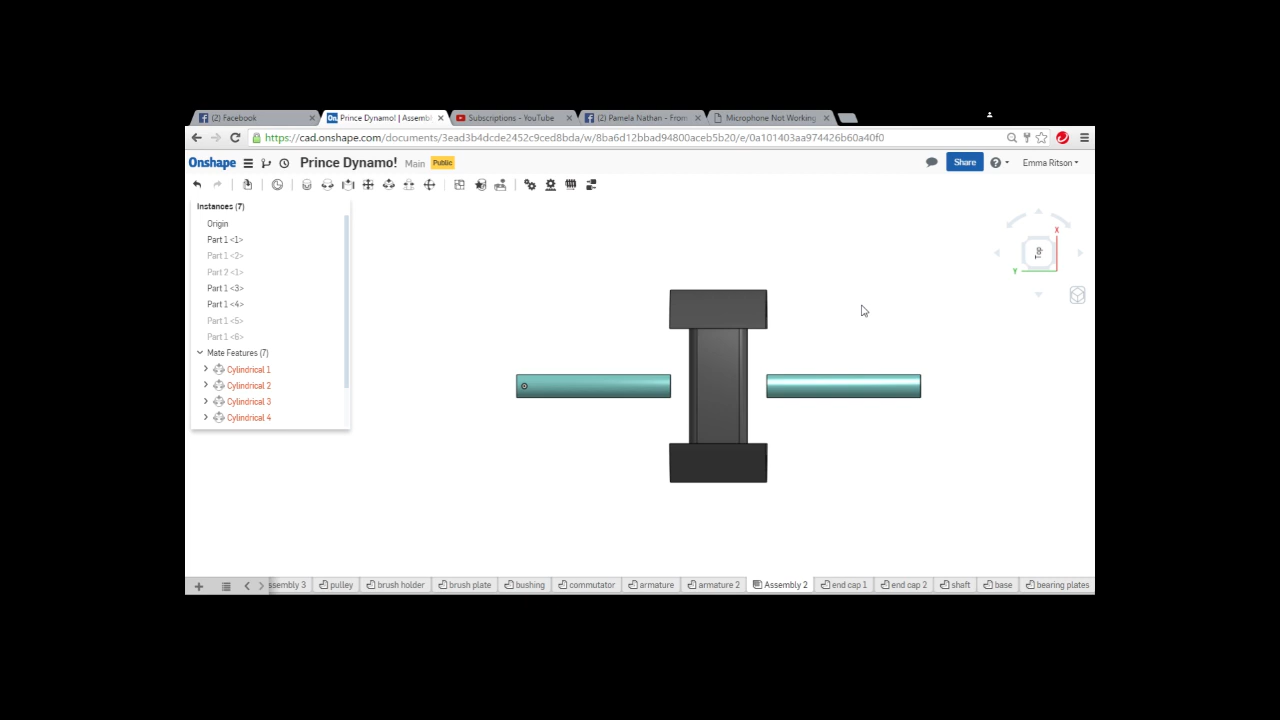 (2) Facebook
On Prince Dynamo! | Assembl
Subscriptions - YouTube
(2) Pamela Nathan - From
Microphone Not Working
https://cad.onshape.com/documents/3ead3b4dcde2452c9ced8bda/w/8ba6d12bbad94800aceb5b20/e/0a101403aa974426b60a40f0
Onshape Prince Dynamo! Main Public Share Emma Ritson
Instances (7)
Origin
Part 1 <1>
Part 1 <2>
Part 2 <1>
Part 1 <3>
Part 1 <4>
Part 1 <5>
Part 1 <6>
Mate Features (7)
Cylindrical 1
Cylindrical 2
Cylindrical 3
Cylindrical 4
X
Top
Y
ssembly 3 pulley brush holder brush plate bushing commutator armature armature 2 Assembly 2 end cap 1 end cap 2 shaft base bearing plates